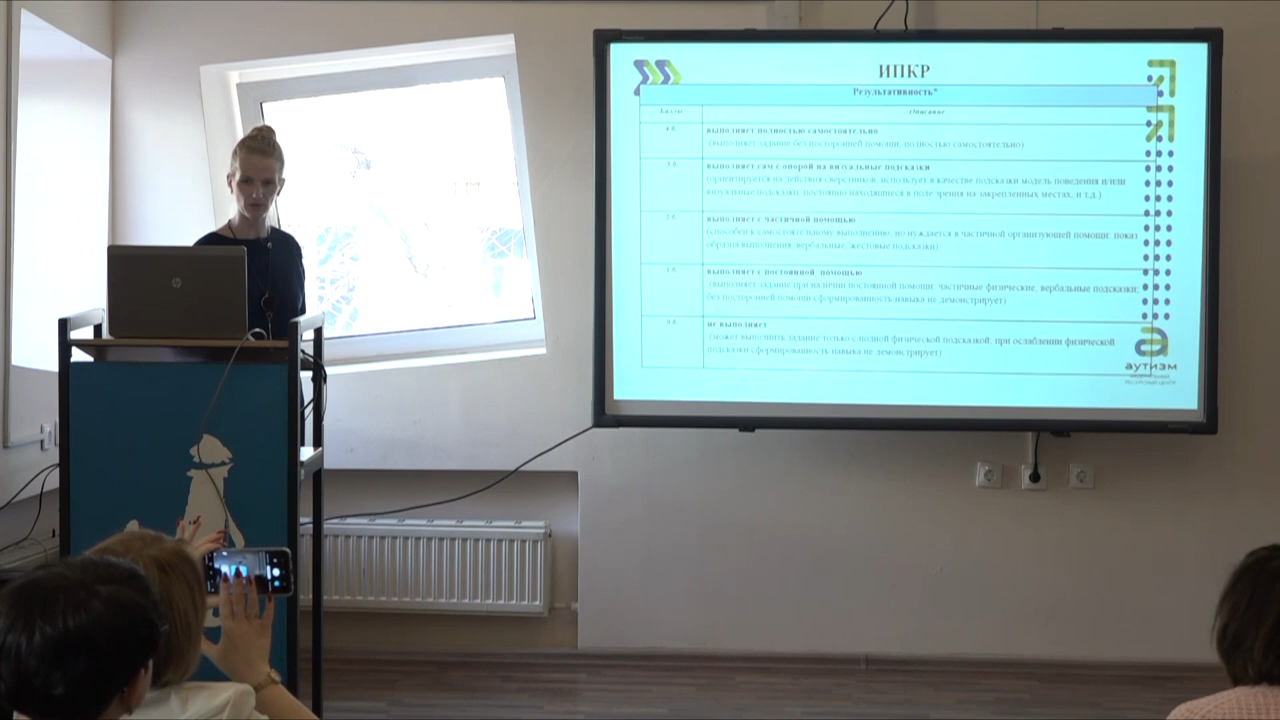 ИПКР
Результативность*
Баллы Описание
4 б. выполняет полностью самостоятельно
(выполняет задание без посторонней помощи, полностью самостоятельно)
3 б. выполняет сам с опорой на визуальные подсказки
(ориентируется на действия сверстников, использует в качестве подсказки модель поведения и/или
визуальные подсказки, постоянно находящиеся в поле зрения на закрепленных местах, и т.д.)
2 б. выполняет с частичной помощью
(способен к самостоятельному выполнению, но нуждается в частичной организующей помощи: показ
образца выполнения, вербальные, жестовые подсказки)
1 б. выполняет с постоянной помощью
(выполняет задание при наличии постоянной помощи: частичные физические, вербальные подсказки;
без посторонней помощи сформированность навыка не демонстрирует)
0 б. не выполняет
(может выполнить задание только с полной физической подсказкой, при ослаблении физической
подсказки сформированность навыка не демонстрирует)
аутизм
ФЕДЕРАЛЬНЫЙ
РЕСУРСНЫЙ ЦЕНТР
hp